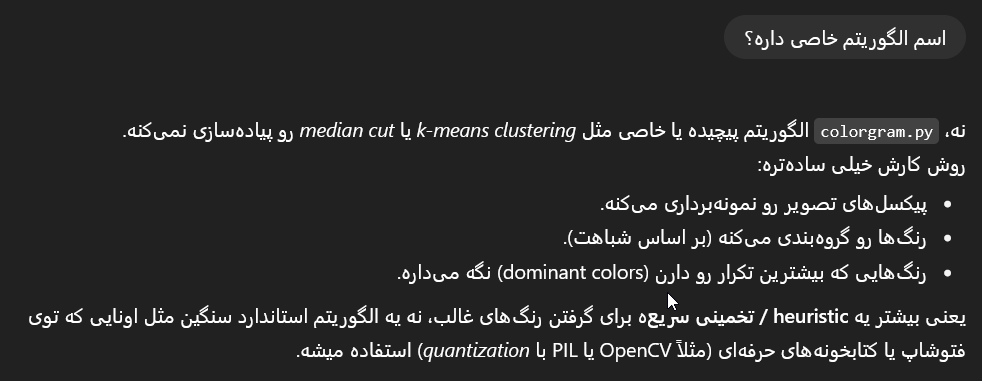 اسم الگوریتم خاصی داره؟
نه، colorgram.py الگوریتم پیچیده یا خاصی مثل k-means clustering یا median cut رو پیاده‌سازی نمی‌کنه.
روش کارش خیلی ساده‌تره:
• پیکسل‌های تصویر رو نمونه‌برداری می‌کنه.
• رنگ‌ها رو گروه‌بندی می‌کنه (بر اساس شباهت).
• رنگ‌هایی که بیشترین تکرار رو دارن (dominant colors) نگه می‌داره.
یعنی بیشتر یه heuristic / تخمینی سریع‌ه برای گرفتن رنگ‌های غالب، نه یه الگوریتم استاندارد سنگین مثل اونایی که توی
فتوشاپ یا کتابخونه‌های حرفه‌ای (مثلاً OpenCV یا PIL با quantization) استفاده میشه.